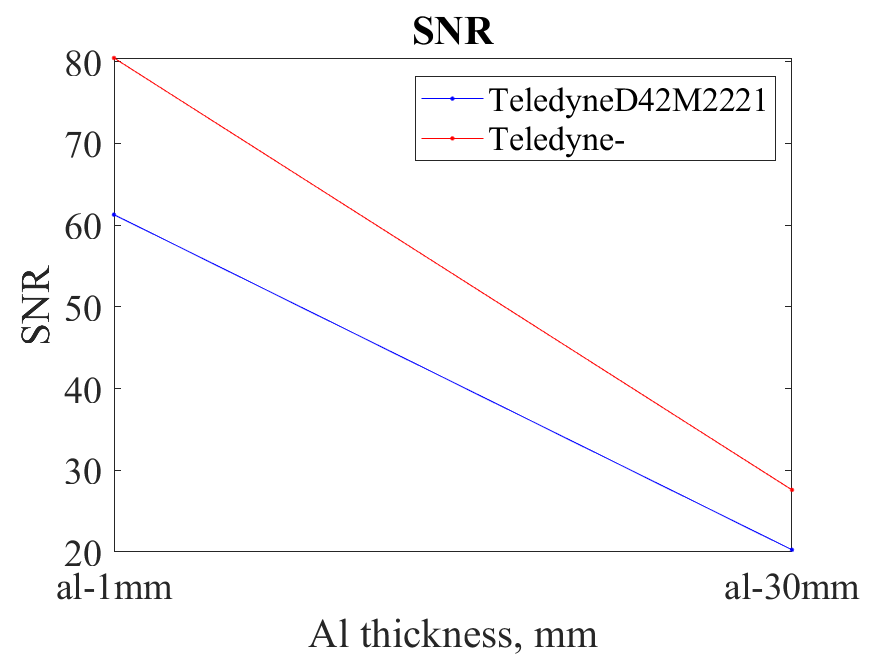 SNR
80
70
60
50
40
30
20
SNR
TeledyneD42M2221
Teledyne-
al-1mm
al-30mm
Al thickness, mm